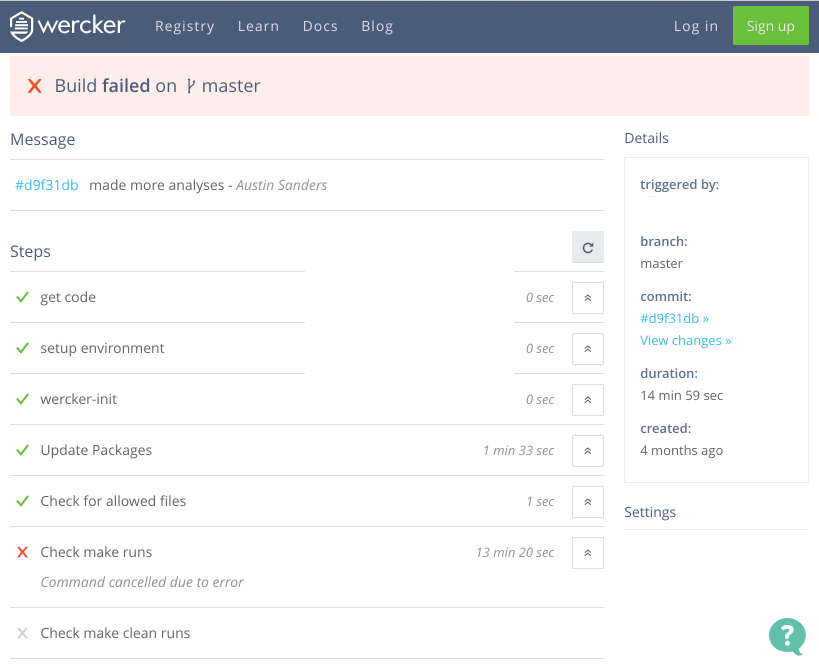 wercker Registry Learn Docs Blog Log in Sign up
Build failed on master
Message
#d9f31db made more analyses - Austin Sanders
Steps
get code 0 sec
setup environment 0 sec
wercker-init 0 sec
Update Packages 1 min 33 sec
Check for allowed files 1 sec
Check make runs 13 min 20 sec
Command cancelled due to error
Check make clean runs
Details
triggered by:
branch:
master
commit:
#d9f31db »
View changes »
duration:
14 min 59 sec
created:
4 months ago
Settings
?